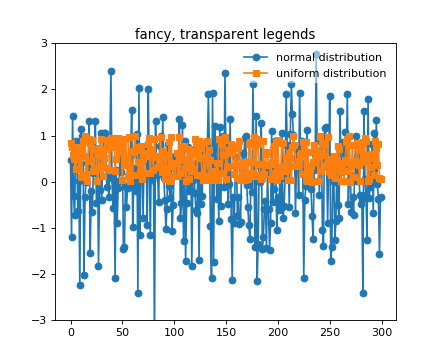 fancy, transparent legends
normal distribution
uniform distribution
3
2
1
0
−1
−2
−3
0 50 100 150 200 250 300